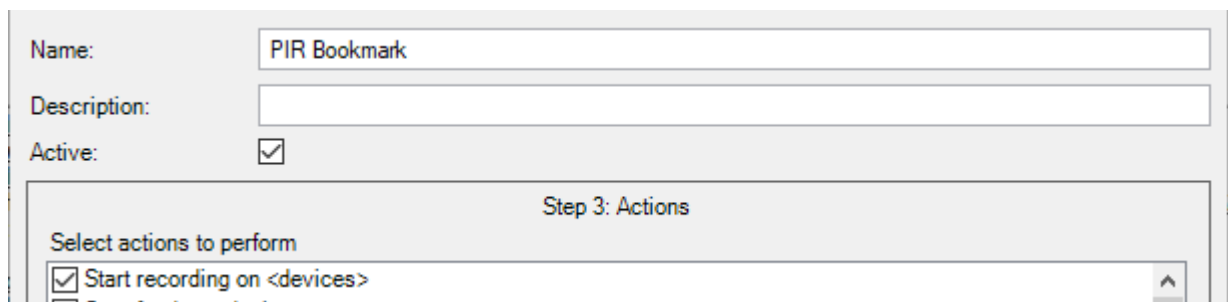 Name: PIR Bookmark
Description:
Active:
Step 3: Actions
Select actions to perform
Start recording on <devices>